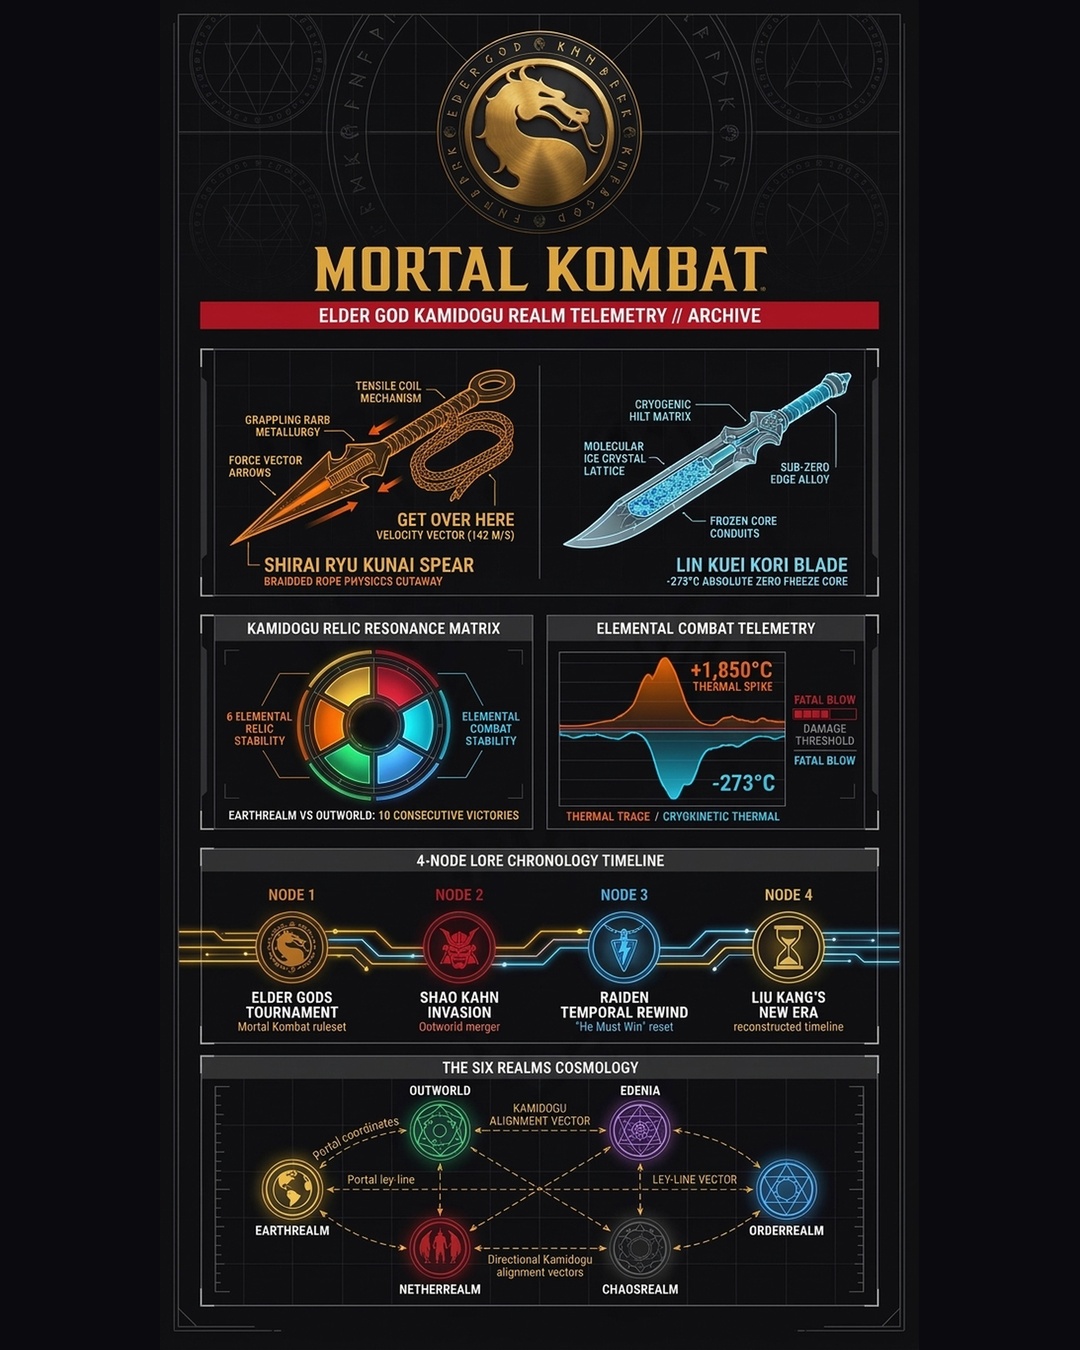 MORTAL KOMBAT
ELDER GOD KAMIDOGU REALM TELEMETRY // ARCHIVE
TENSILE COIL
MECHANISM
GRAPPLING RARB
METALLURGY
FORCE VECTOR
ARROWS
GET OVER HERE
VELOCITY VECTOR (142 M/S)
SHIRAI RYU KUNAI SPEAR
BRAIDDED ROPE PHYSICCS CUTAWAY
CRYOGENIC
HILT MATRIX
MOLECULAR
ICE CRYSTAL
LATTICE
SUB-ZERO
EDGE ALLOY
FROZEN CORE
CONDUITS
LIN KUEI KORI BLADE
-273°C ABSOLUTE ZERO FHEEZE CORE
KAMIDOGU RELIC RESONANCE MATRIX
6 ELEMENTAL
RELIC
STABILITY
ELEMENTAL
COMBAT
STABILITY
EARTHREALM VS OUTWORLD: 10 CONSECUTIVE VICTORIES
ELEMENTAL COMBAT TELEMETRY
+1,850°C
THERMAL SPIKE
-273°C
FATAL BLOW
DAMAGE
THRESHOLD
FATAL BLOW
THERMAL TRAGE / CRYGKINETIC THERMAL
4-NODE LORE CHRONOLOGY TIMELINE
NODE 1
NODE 2
NODE 3
NODE 4
ELDER GODS
TOURNAMENT
Mortal Kombat ruleset
SHAO KAHN
INVASION
Ootworld merger
RAIDEN
TEMPORAL REWIND
"He Must Win" reset
LIU KANG'S
NEW ERA
reconstructed timeline
THE SIX REALMS COSMOLOGY
OUTWORLD
EDENIA
KAMIDOGU
ALIGNMENT VECTOR
Portal coordinates
Portal ley-line
LEY-LINE VECTOR
EARTHREALM
ORDERREALM
Directional Kamidogu
alignment vectors
NETHERREALM
CHAOSREALM